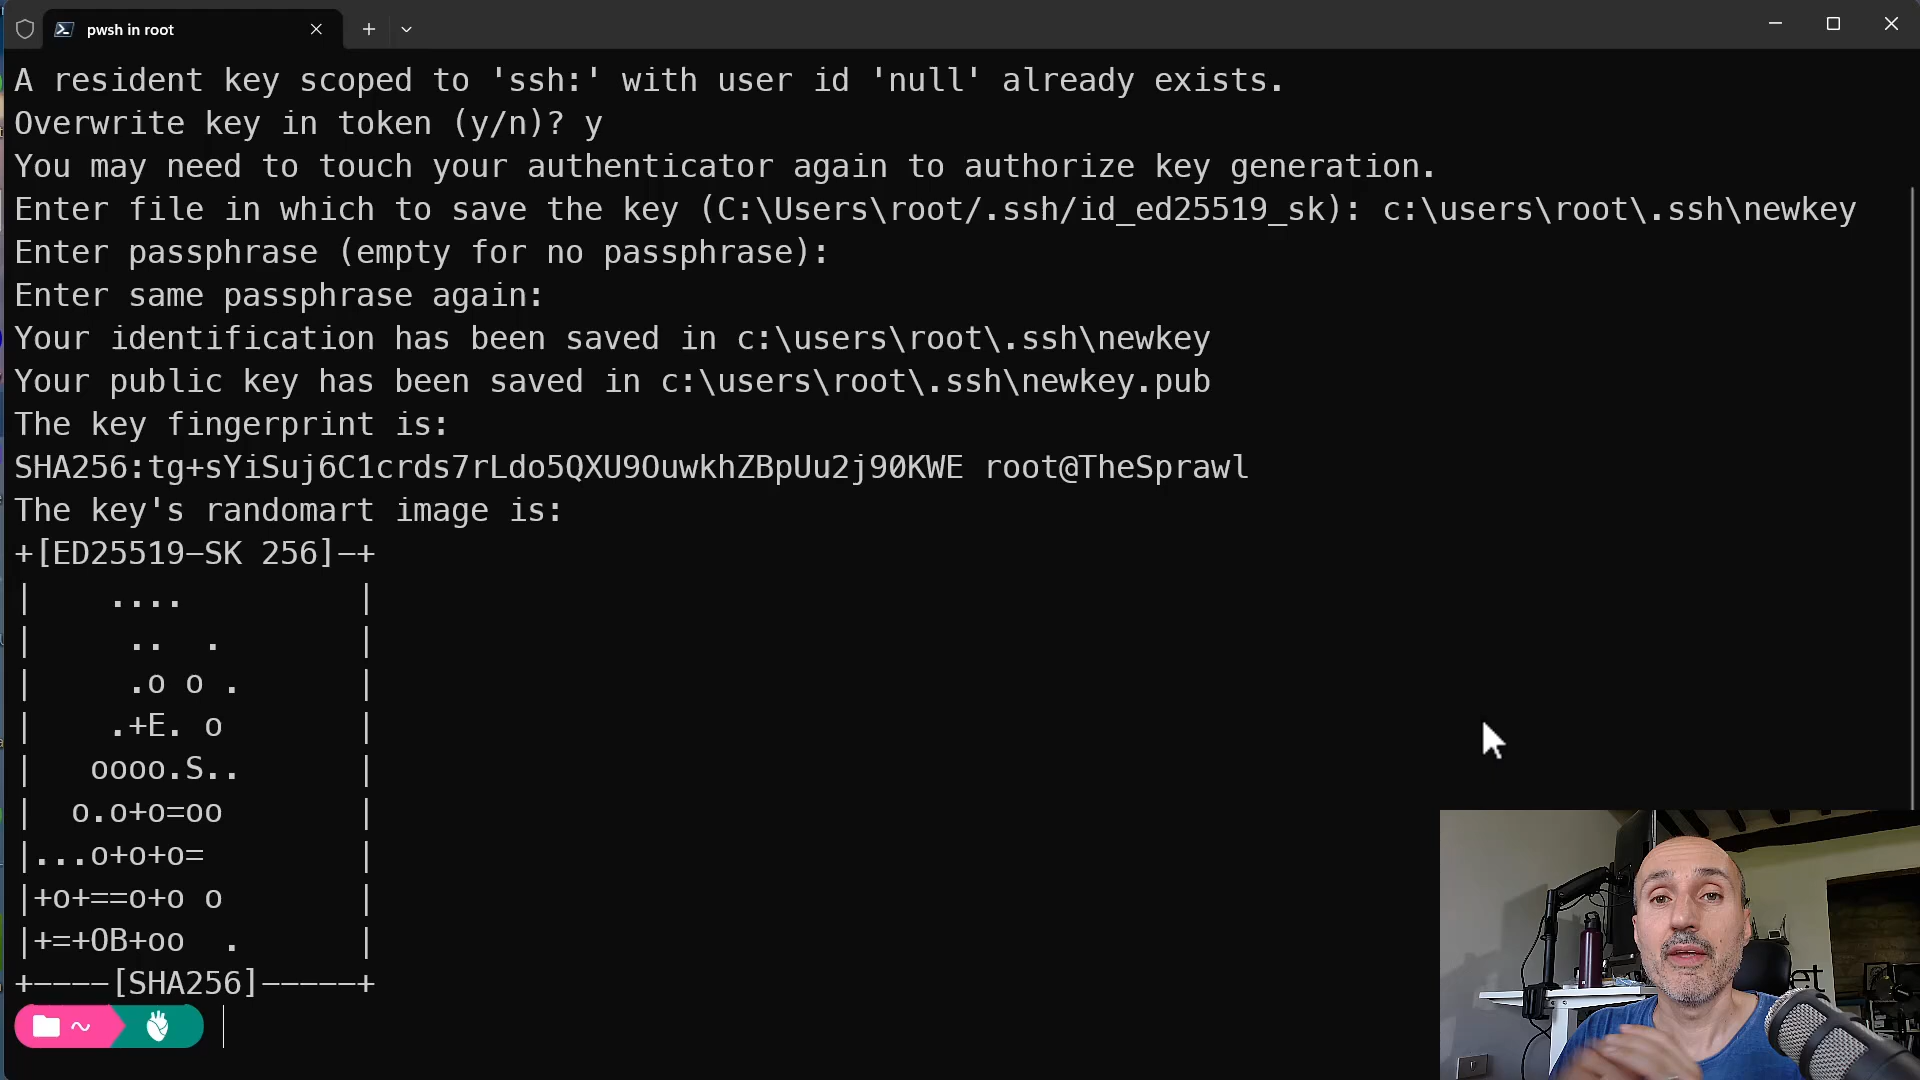 pwsh in root
A resident key scoped to 'ssh:' with user id 'null' already exists.
Overwrite key in token (y/n)? y
You may need to touch your authenticator again to authorize key generation.
Enter file in which to save the key (C:\Users\root/.ssh/id_ed25519_sk): c:\users\root\.ssh\newkey
Enter passphrase (empty for no passphrase):
Enter same passphrase again:
Your identification has been saved in c:\users\root\.ssh\newkey
Your public key has been saved in c:\users\root\.ssh\newkey.pub
The key fingerprint is:
SHA256:tg+sYiSuj6C1crds7rLdo5QXU9OuwkhZBpUu2j90KWE root@TheSprawl
The key's randomart image is:
+[ED25519-SK 256]-+
|    ....         |
|     ..  .       |
|     .o o .      |
|    .+E. o       |
|   oooo.S..      |
|  o.o+o=oo       |
|...o+o+o=        |
|+o+==o+o o       |
|+=+OB+oo  .      |
+----[SHA256]-----+
~
et